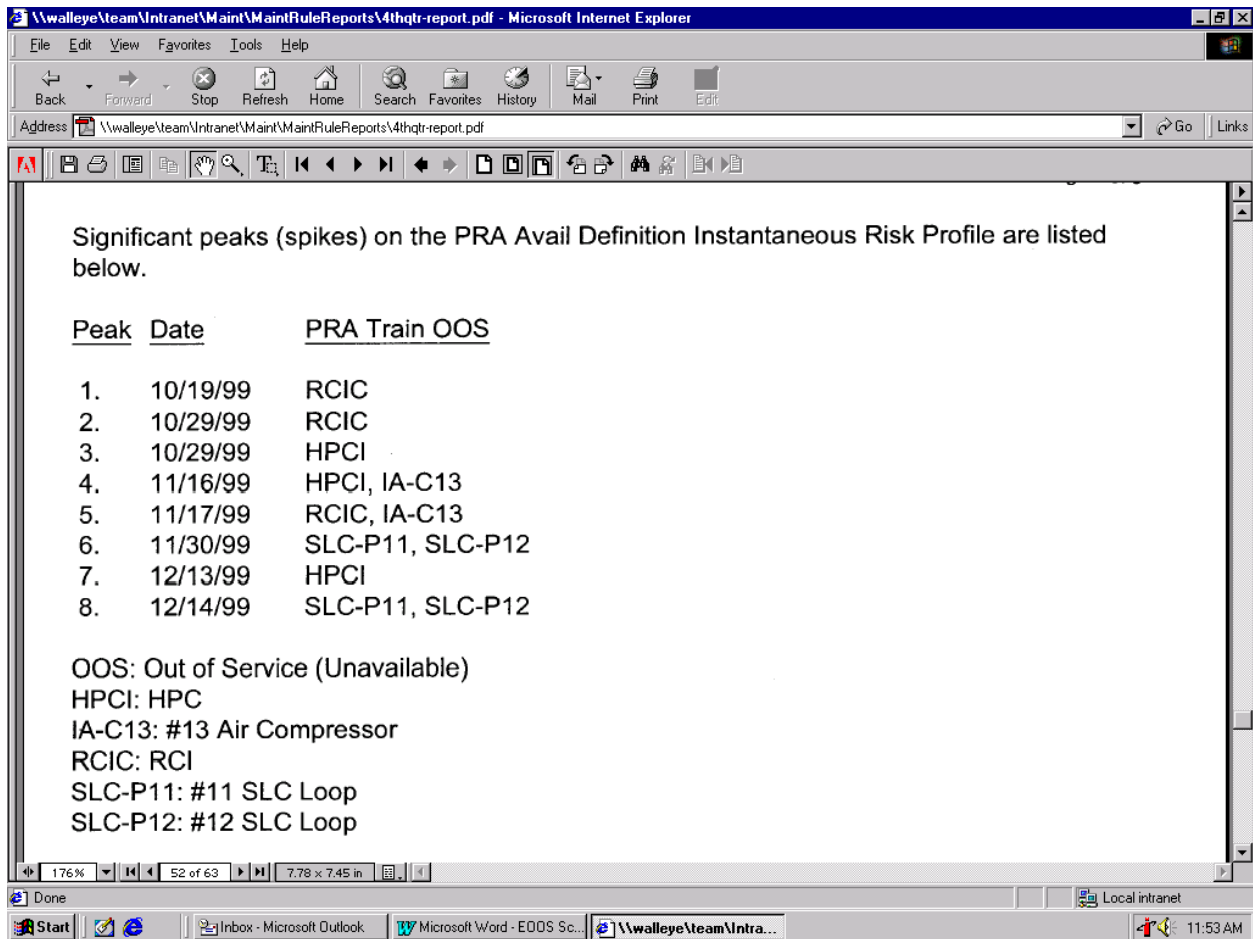 \\walleye\team\Intranet\Maint\MaintRuleReports\4thqtr-report.pdf - Microsoft Internet Explorer
File Edit View Favorites Tools Help
Back Forward Stop Refresh Home Search Favorites History Mail Print Edit
Address \\walleye\team\Intranet\Maint\MaintRuleReports\4thqtr-report.pdf Go Links
Significant peaks (spikes) on the PRA Avail Definition Instantaneous Risk Profile are listed
below.
Peak Date PRA Train OOS
1. 10/19/99 RCIC
2. 10/29/99 RCIC
3. 10/29/99 HPCI
4. 11/16/99 HPCI, IA-C13
5. 11/17/99 RCIC, IA-C13
6. 11/30/99 SLC-P11, SLC-P12
7. 12/13/99 HPCI
8. 12/14/99 SLC-P11, SLC-P12
OOS: Out of Service (Unavailable)
HPCI: HPC
IA-C13: #13 Air Compressor
RCIC: RCI
SLC-P11: #11 SLC Loop
SLC-P12: #12 SLC Loop
176% 52 of 63 7.78 x 7.45 in
Done Local intranet
Start Inbox - Microsoft Outlook Microsoft Word - EOOS Sc... \\walleye\team\Intra... 11:53 AM